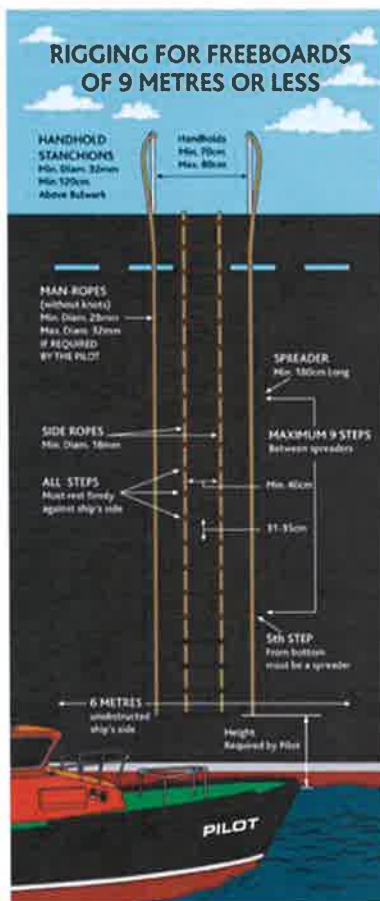 RIGGING FOR FREEBOARDS
OF 9 METRES OR LESS
HANDHOLD
STANCHIONS
Min. Diam. 32mm
Min. 120cm
Above Bulwark
Handholds
Min. 70cm
Max. 80cm
MAN-ROPES
(without knots)
Min. Diam. 28mm
Max. Diam. 32mm
IF REQUIRED
BY THE PILOT
SPREADER
Min. 180cm Long
SIDE ROPES
Min. Diam. 18mm
MAXIMUM 9 STEPS
Between spreaders
ALL STEPS
Must rest firmly
against ship's side
Min. 40cm
31-35cm
5th STEP
From bottom
must be a spreader
6 METRES
unobstructed
ship's side
Height
Required by Pilot
PILOT